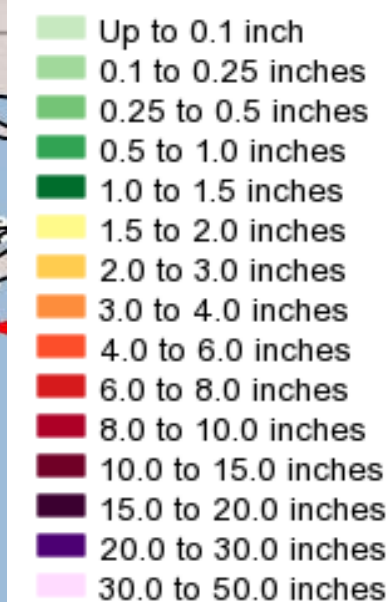 Up to 0.1 inch
0.1 to 0.25 inches
0.25 to 0.5 inches
0.5 to 1.0 inches
1.0 to 1.5 inches
1.5 to 2.0 inches
2.0 to 3.0 inches
3.0 to 4.0 inches
4.0 to 6.0 inches
6.0 to 8.0 inches
8.0 to 10.0 inches
10.0 to 15.0 inches
15.0 to 20.0 inches
20.0 to 30.0 inches
30.0 to 50.0 inches